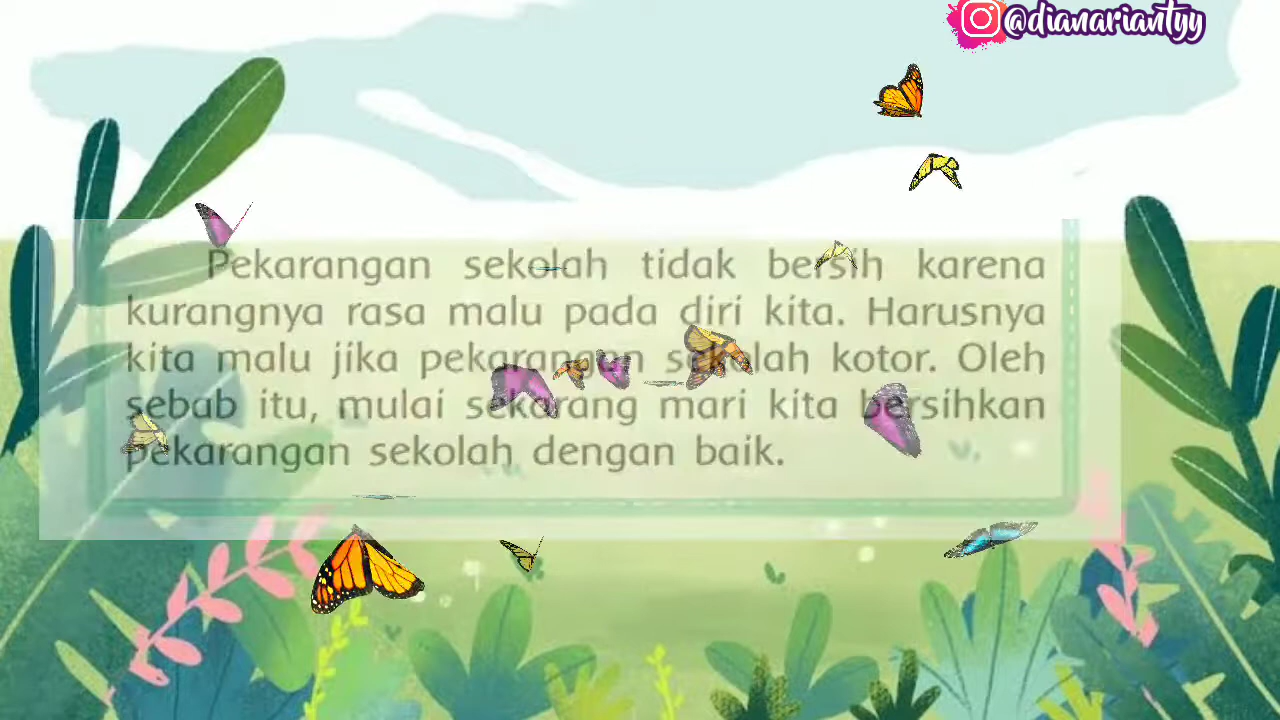 @dianariantyy
Pekarangan sekolah tidak bersih karena
kurangnya rasa malu pada diri kita. Harusnya
kita malu jika pekarangan sekolah kotor. Oleh
sebab itu, mulai sekarang mari kita bersihkan
pekarangan sekolah dengan baik.